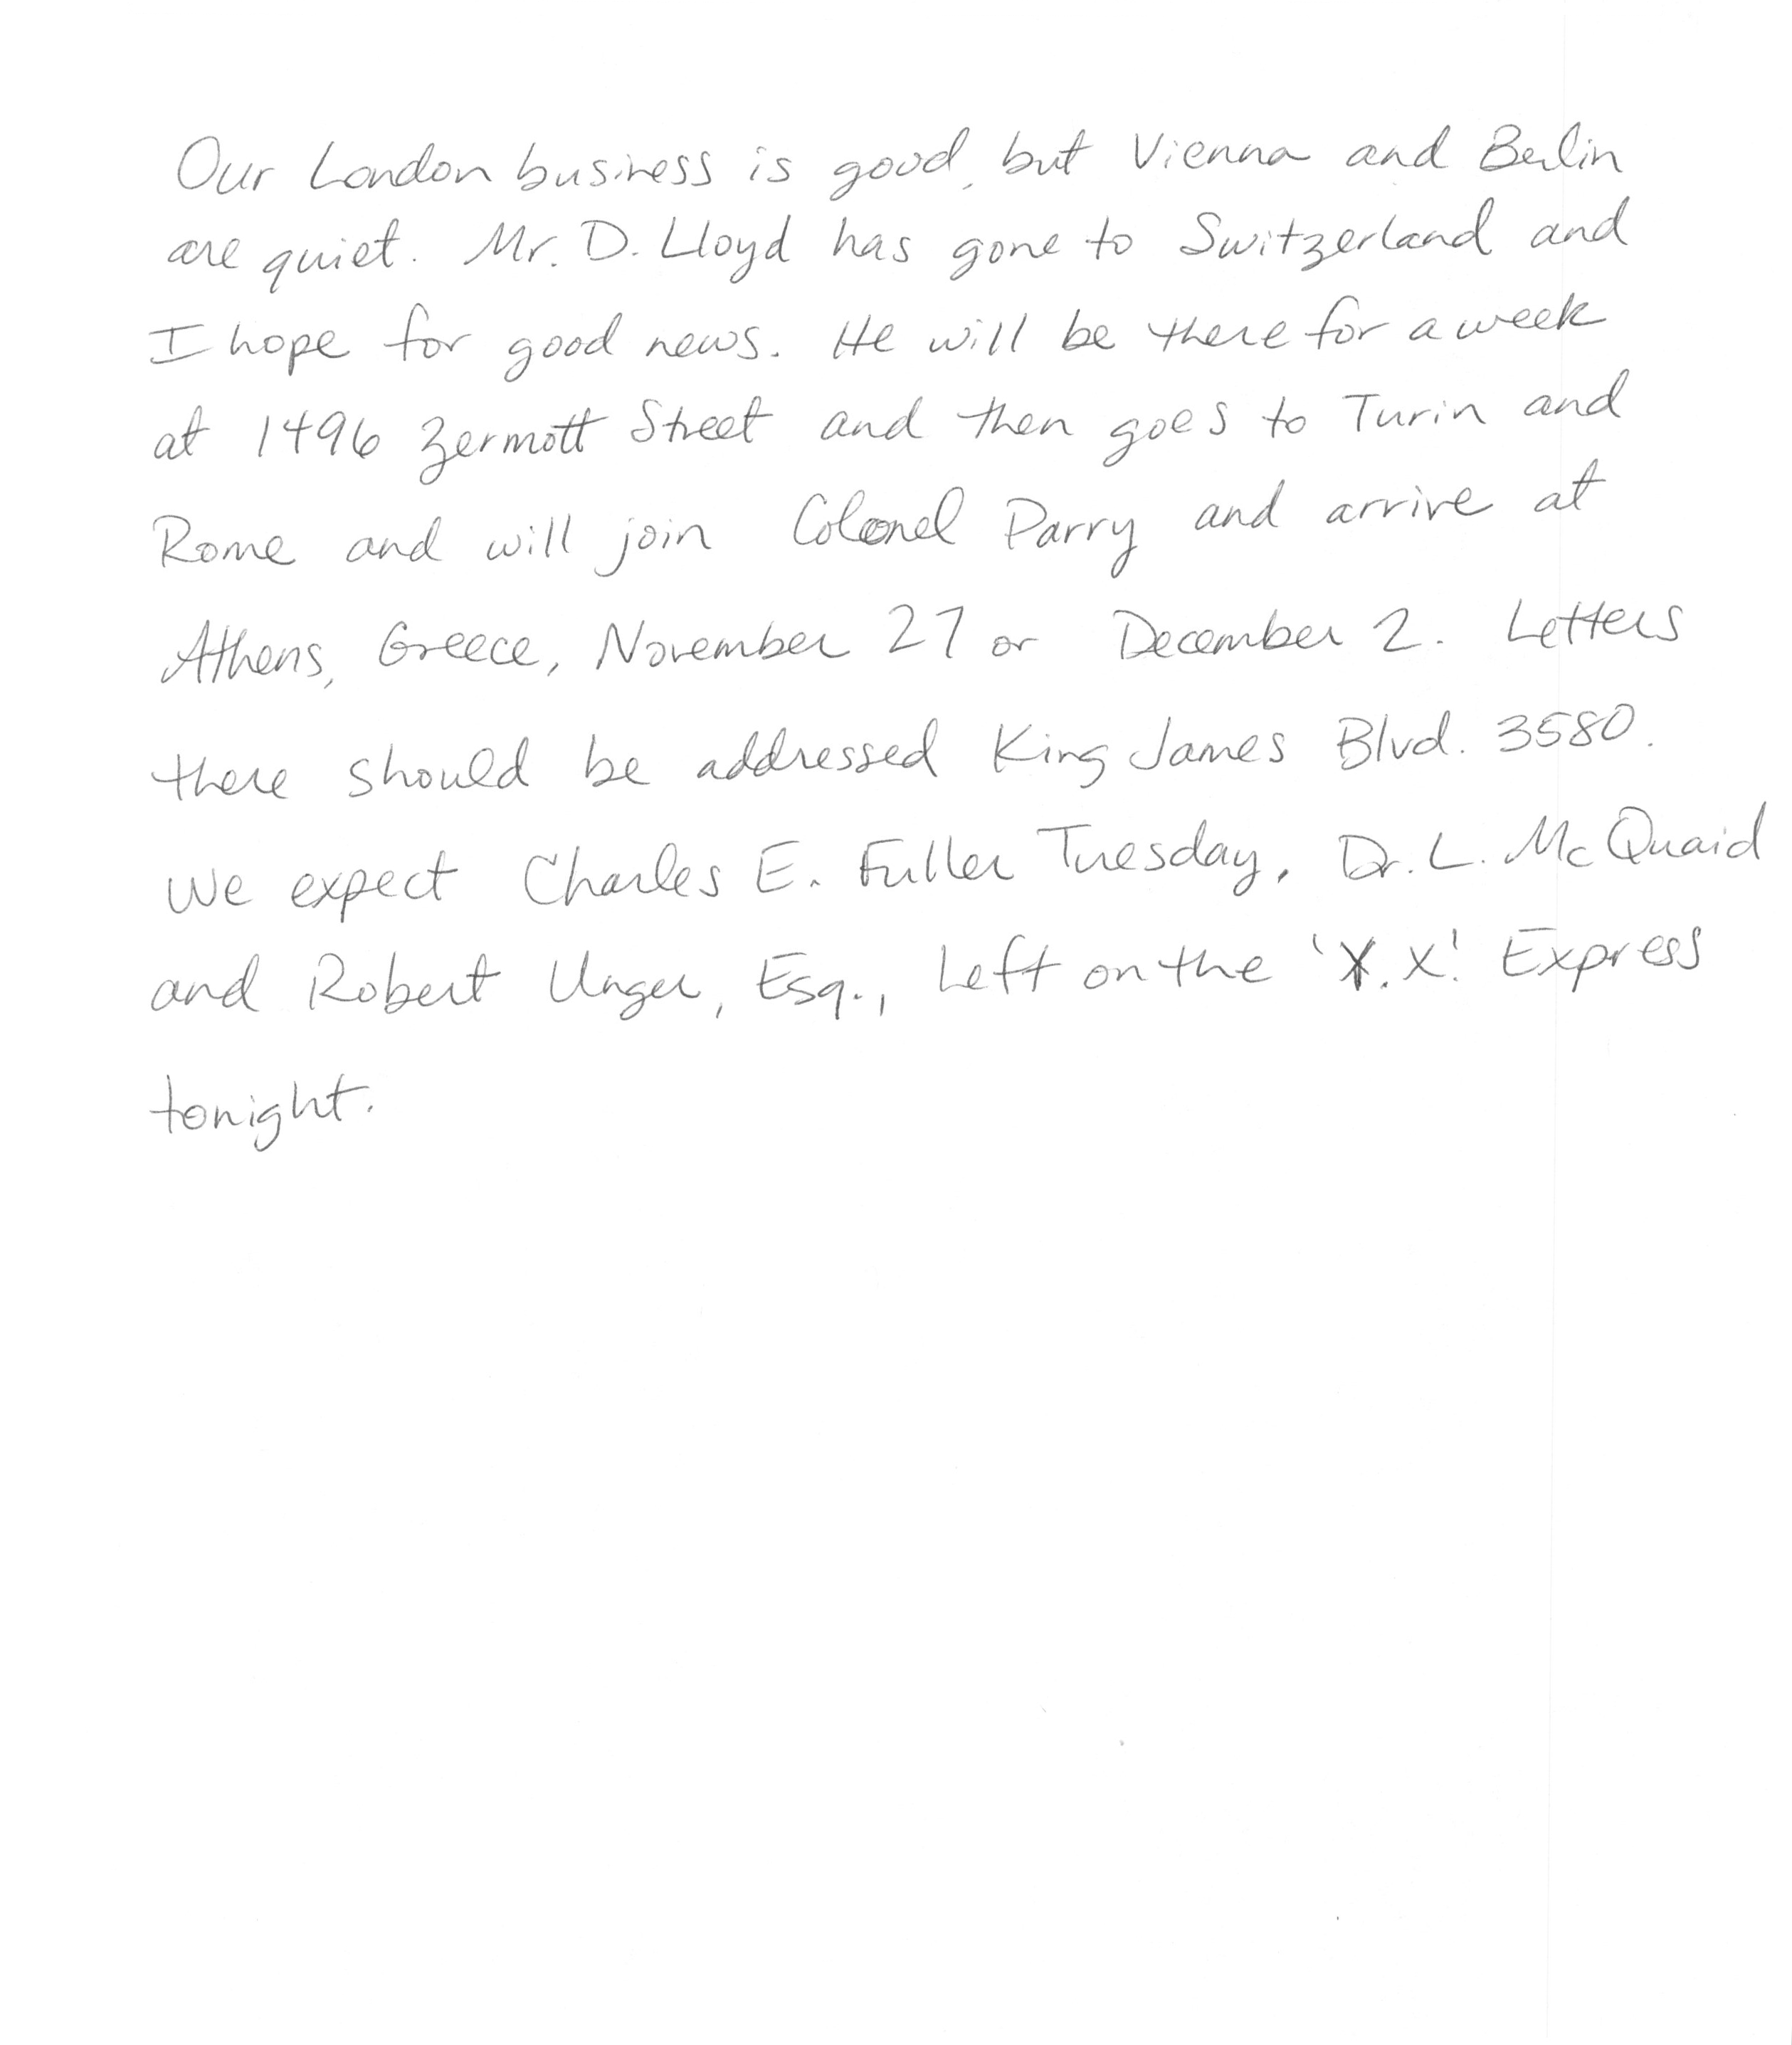 Our London business is good, but Vienna and Berlin
are quiet. Mr. D. Lloyd has gone to Switzerland and
I hope for good news. He will be there for a week
at 1496 Zermott Street and then goes to Turin and
Rome and will join Colonel Parry and arrive at
Athens, Greece, November 27 or December 2. Letters
there should be addressed King James Blvd. 3580.
We expect Charles E. Fuller Tuesday. Dr. L. McQuaid
and Robert Unger, Esq., Left on the 'X.X.' Express
tonight.